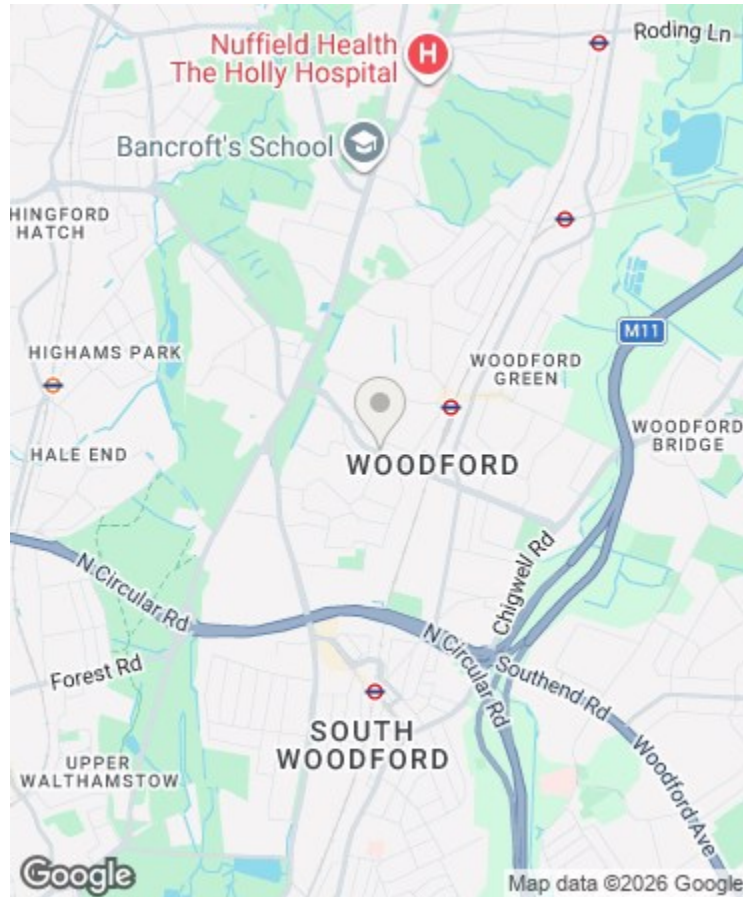 Roding Ln
Nuffield Health
The Holly Hospital
H
Bancroft's School
HINGFORD
HATCH
M11
HIGHAMS PARK
WOODFORD
GREEN
WOODFORD
BRIDGE
HALE END
WOODFORD
Chigwell Rd
N Circular Rd
N Circular Rd
Southend Rd
Forest Rd
SOUTH
WOODFORD
Woodford Ave
UPPER
WALTHAMSTOW
Google
Map data ©2026 Google